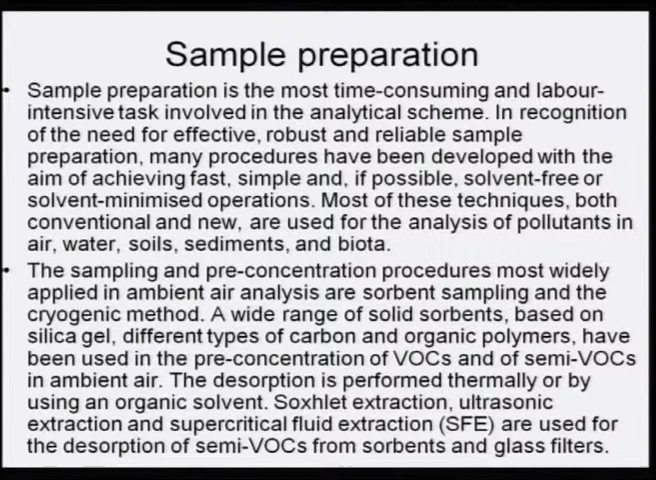 Sample preparation
• Sample preparation is the most time-consuming and labour-
intensive task involved in the analytical scheme. In recognition
of the need for effective, robust and reliable sample
preparation, many procedures have been developed with the
aim of achieving fast, simple and, if possible, solvent-free or
solvent-minimised operations. Most of these techniques, both
conventional and new, are used for the analysis of pollutants in
air, water, soils, sediments, and biota.
• The sampling and pre-concentration procedures most widely
applied in ambient air analysis are sorbent sampling and the
cryogenic method. A wide range of solid sorbents, based on
silica gel, different types of carbon and organic polymers, have
been used in the pre-concentration of VOCs and of semi-VOCs
in ambient air. The desorption is performed thermally or by
using an organic solvent. Soxhlet extraction, ultrasonic
extraction and supercritical fluid extraction (SFE) are used for
the desorption of semi-VOCs from sorbents and glass filters.